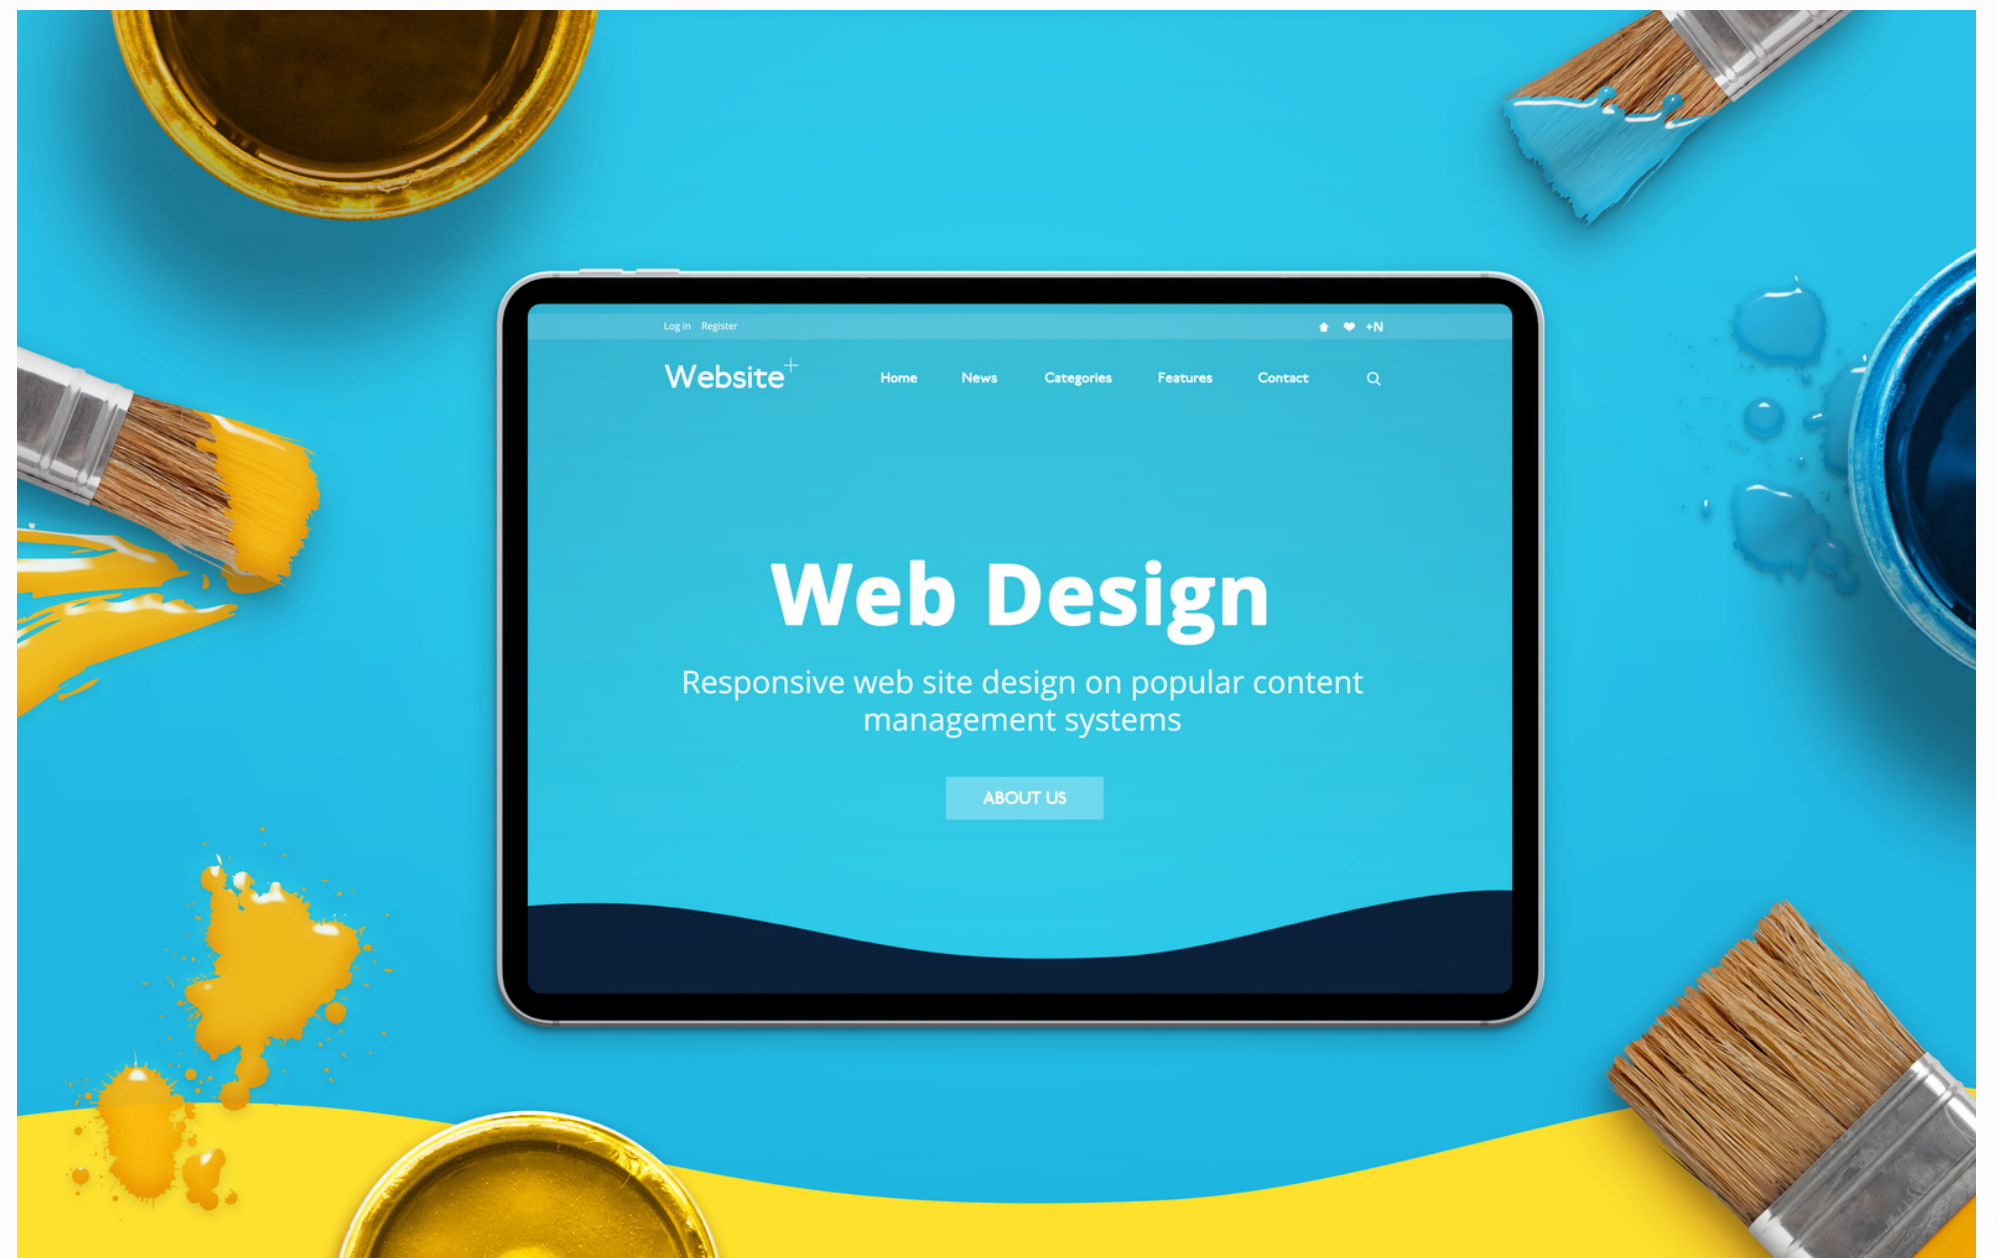 Log in Register +N
Website+ Home News Categories Features Contact
Web Design
Responsive web site design on popular content
management systems
ABOUT US